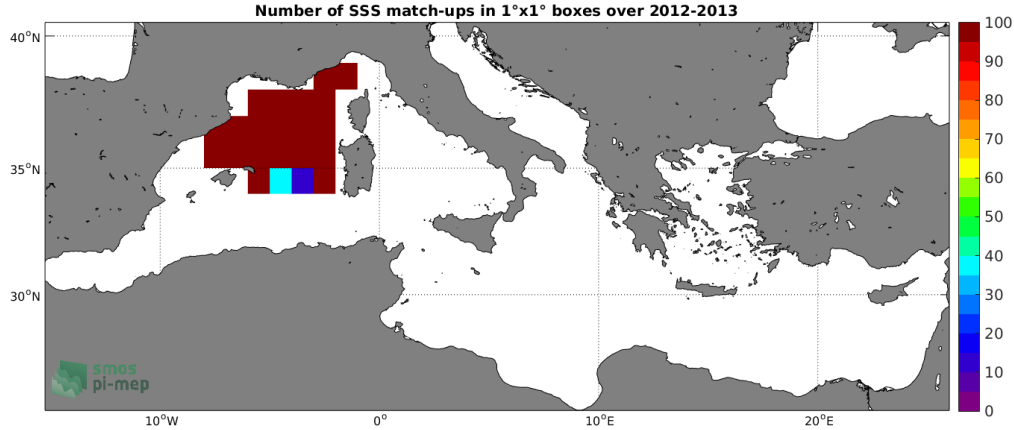 Number of SSS match-ups in 1°x1° boxes over 2012-2013
40°N
35°N
30°N
10°W
0°
10°E
20°E
100
90
80
70
60
50
40
30
20
10
0
smos
pi-mep